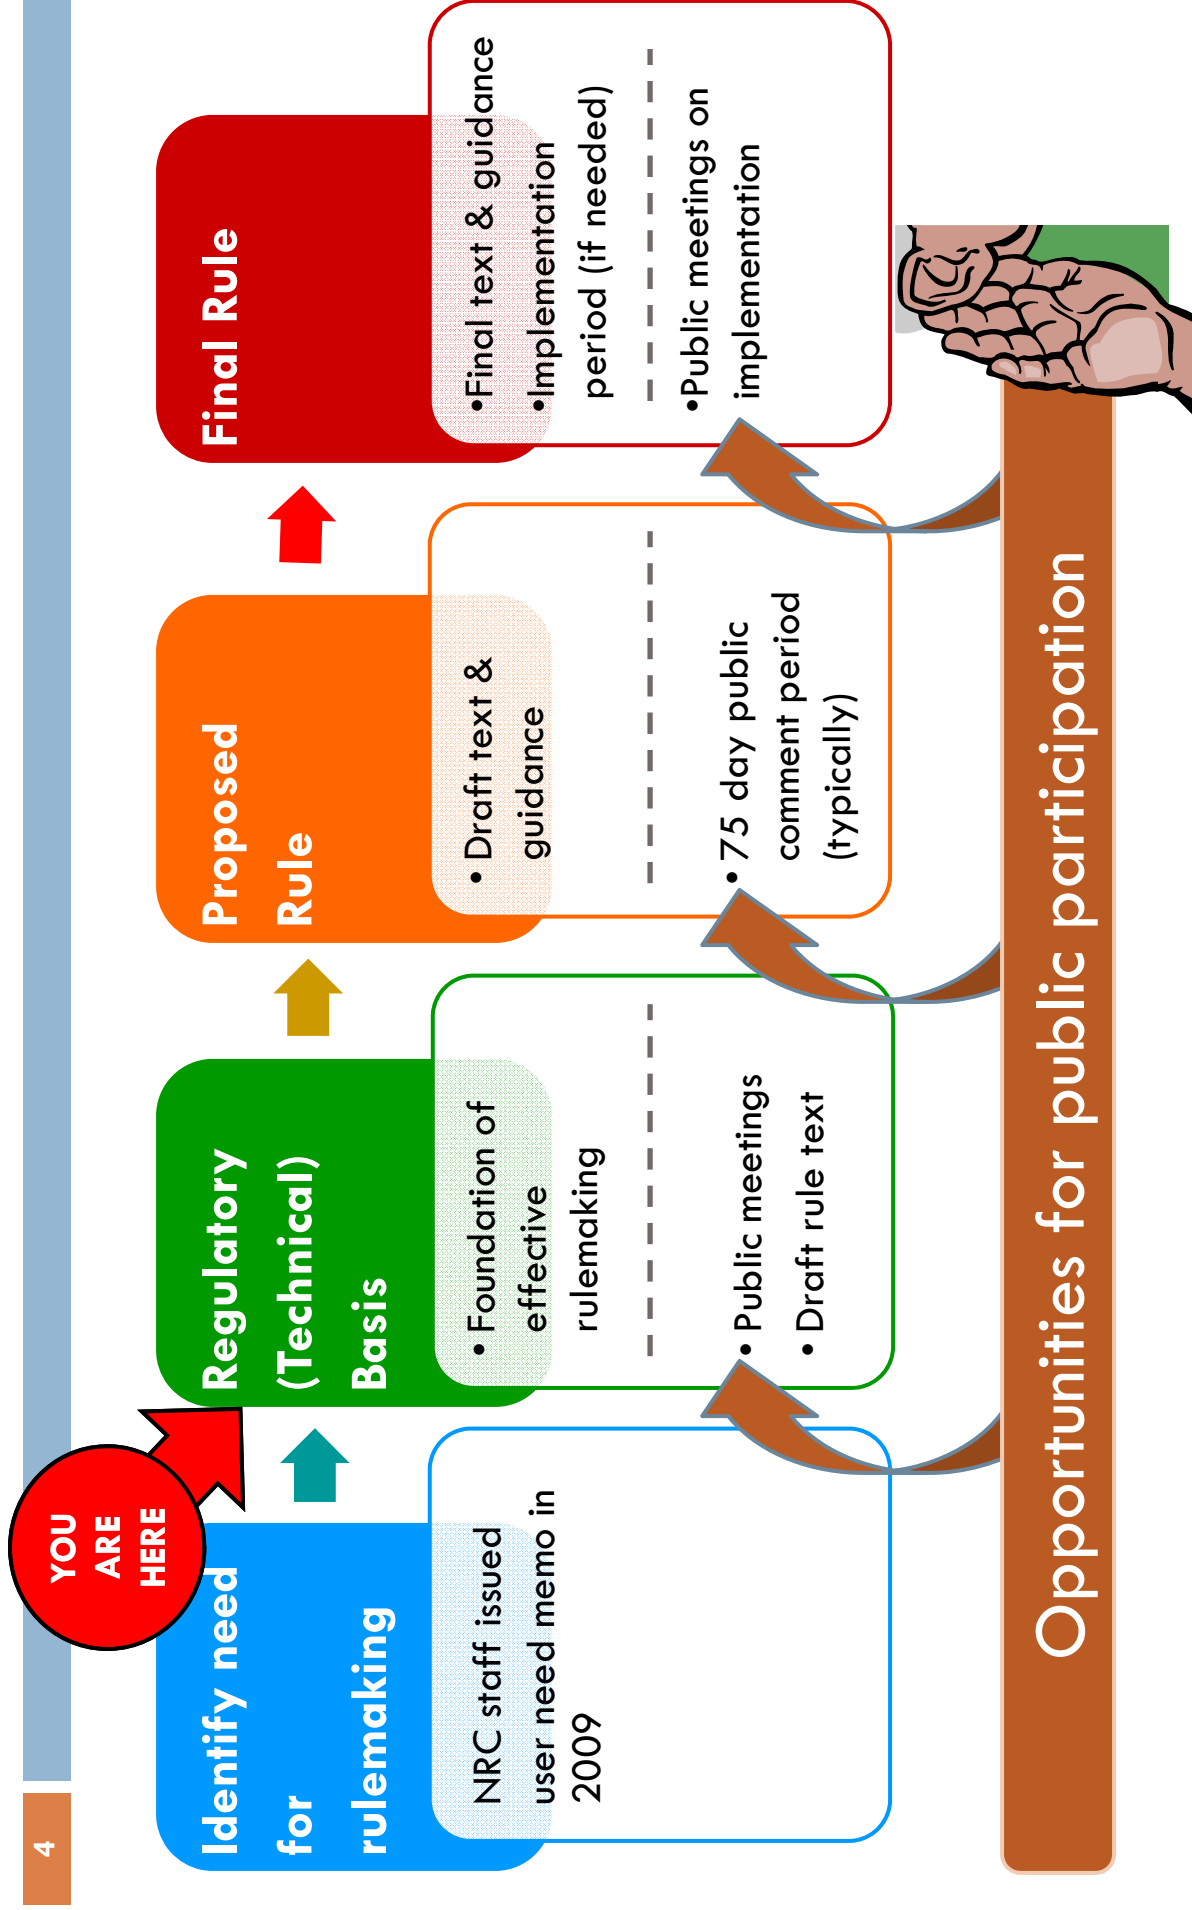 4
YOU
ARE
HERE
Identify need
for
rulemaking
NRC staff issued
user need memo in
2009
Regulatory
(Technical)
Basis
• Foundation of
effective
rulemaking
• Public meetings
• Draft rule text
Proposed
Rule
• Draft text &
guidance
• 75 day public
comment period
(typically)
Final Rule
•Final text & guidance
•Implementation
period (if needed)
•Public meetings on
implementation
Opportunities for public participation